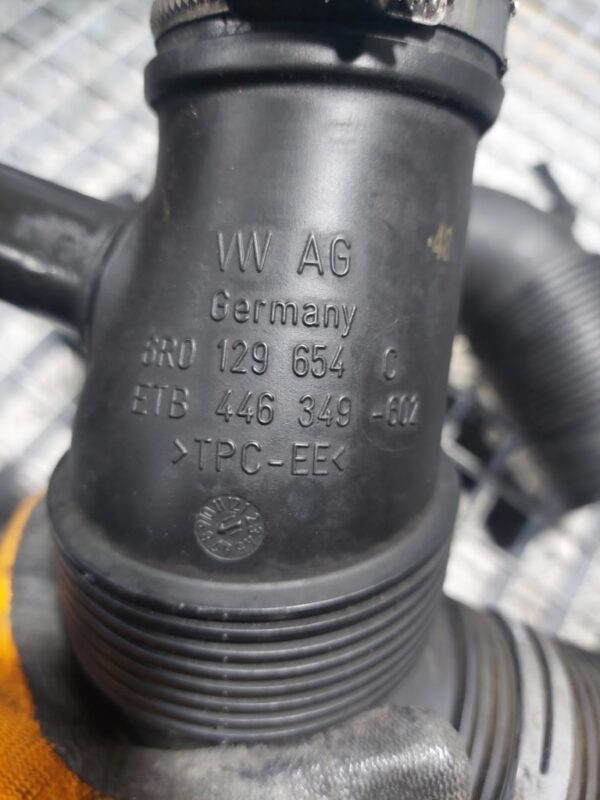 VW AG
Germany
6R0 129 654 C
ETB 446 349 -602
>TPC-EE<